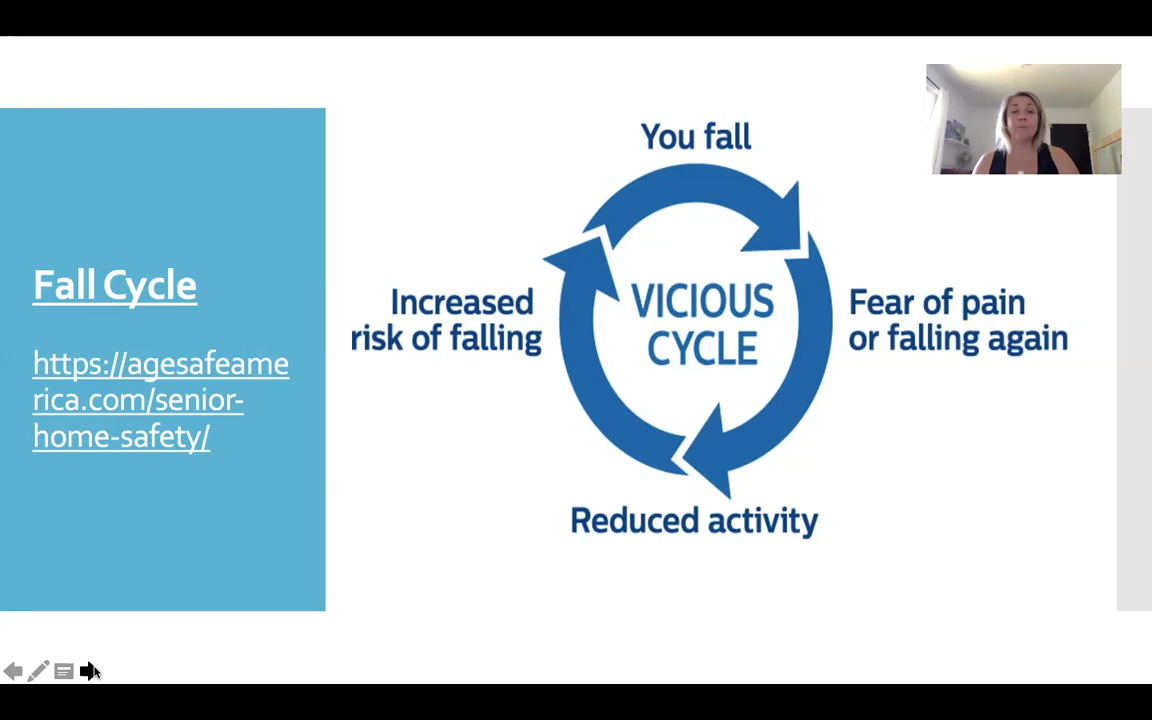 Fall Cycle
https://agesafeame
rica.com/senior-
home-safety/
You fall
Increased
risk of falling
VICIOUS
CYCLE
Fear of pain
or falling again
Reduced activity